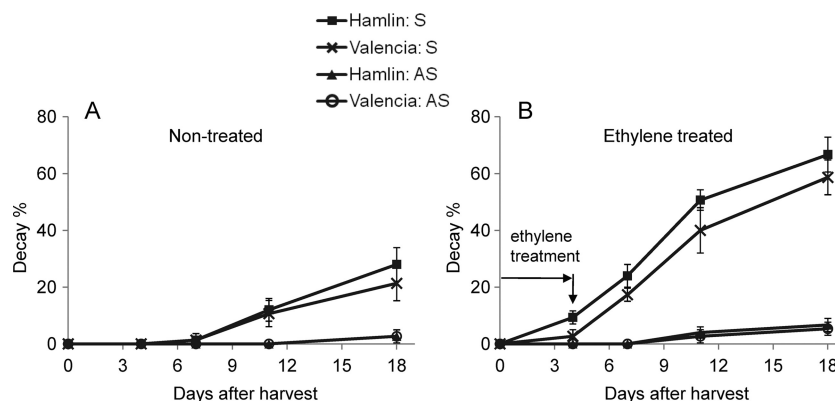 Hamlin: S
Valencia: S
Hamlin: AS
Valencia: AS
A
Non-treated
80
60
40
20
0
Decay %
0 3 6 9 12 15 18
Days after harvest
B
Ethylene treated
80
60
40
20
0
Decay %
ethylene
treatment
0 3 6 9 12 15 18
Days after harvest